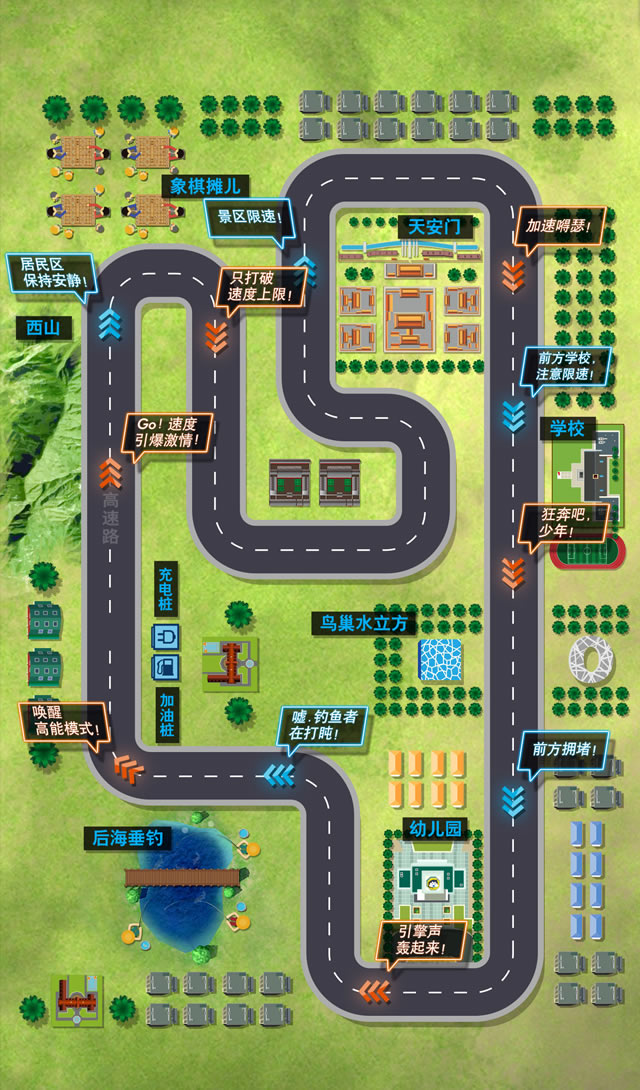 象棋摊儿
景区限速！
天安门
加速嘚瑟！
居民区
保持安静！
只打破
速度上限！
西山
前方学校，
注意限速！
Go！速度
引爆激情！
学校
高速路
狂奔吧，
少年！
充电桩
鸟巢水立方
加油桩
唤醒
高能模式！
嘘·钓鱼者
在打盹！
前方拥堵！
后海垂钓
幼儿园
引擎声
轰起来！